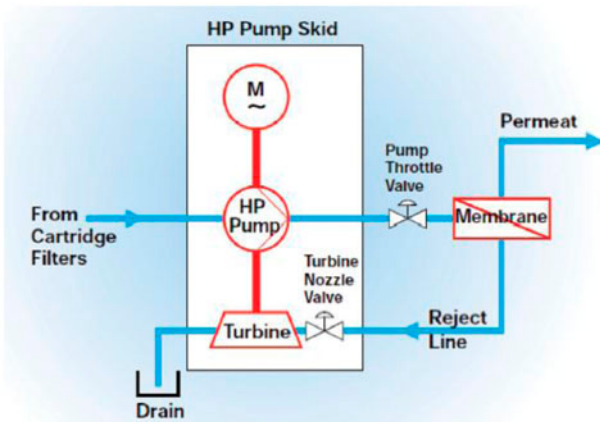 HP Pump Skid
M
~
Permeat
Pump
Throttle
Valve
From
Cartridge
Filters
HP
Pump
Membrane
Turbine
Nozzle
Valve
Turbine
Reject
Line
Drain